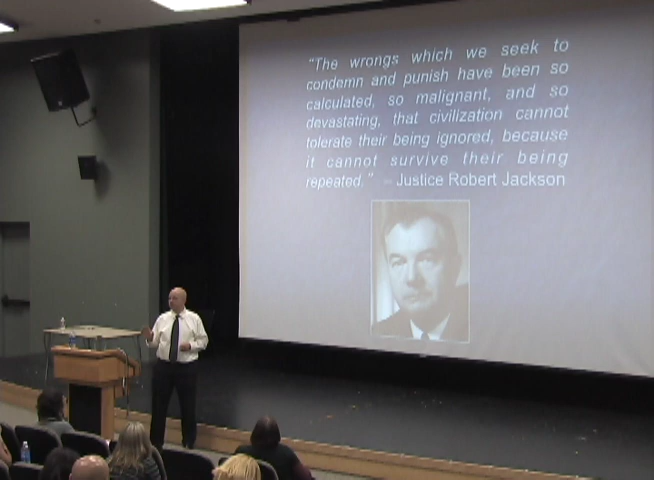 "The wrongs which we seek to
condemn and punish have been so
calculated, so malignant, and so
devastating, that civilization cannot
tolerate their being ignored, because
it cannot survive their being
repeated." – Justice Robert Jackson